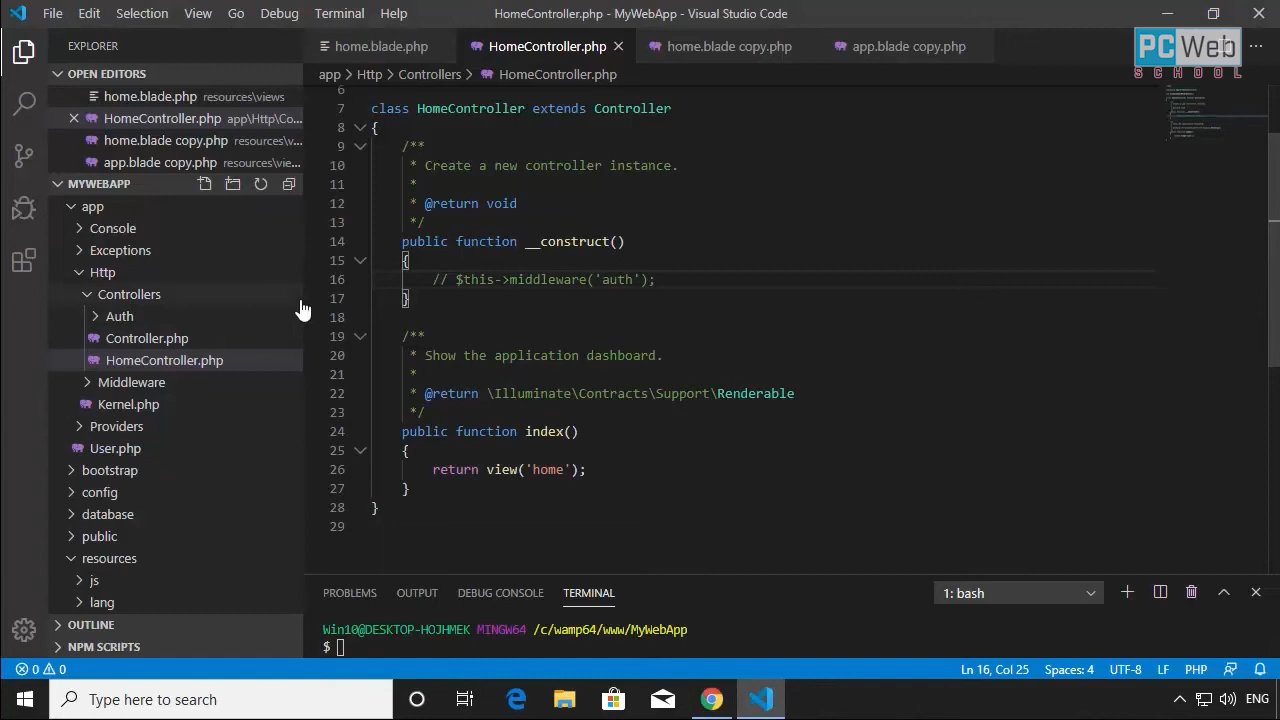 File Edit Selection View Go Debug Terminal Help HomeController.php - MyWebApp - Visual Studio Code
PC Web
SCHOOL
EXPLORER
OPEN EDITORS
home.blade.php resources\views
HomeController.php app\Http\Co...
home.blade copy.php resources\v...
app.blade copy.php resources\vie...
MYWEBAPP
app
Console
Exceptions
Http
Controllers
Auth
Controller.php
HomeController.php
Middleware
Kernel.php
Providers
User.php
bootstrap
config
database
public
resources
js
lang
OUTLINE
NPM SCRIPTS
home.blade.php HomeController.php home.blade copy.php app.blade copy.php
app > Http > Controllers > HomeController.php
6
7 class HomeController extends Controller
8 {
9 /**
10 * Create a new controller instance.
11 *
12 * @return void
13 */
14 public function __construct()
15 {
16 // $this->middleware('auth');
17 }
18
19 /**
20 * Show the application dashboard.
21 *
22 * @return \Illuminate\Contracts\Support\Renderable
23 */
24 public function index()
25 {
26 return view('home');
27 }
28 }
29
PROBLEMS OUTPUT DEBUG CONSOLE TERMINAL 1: bash
Win10@DESKTOP-HOJHMEK MINGW64 /c/wamp64/www/MyWebApp
$
0 0 Ln 16, Col 25 Spaces: 4 UTF-8 LF PHP
Type here to search ENG